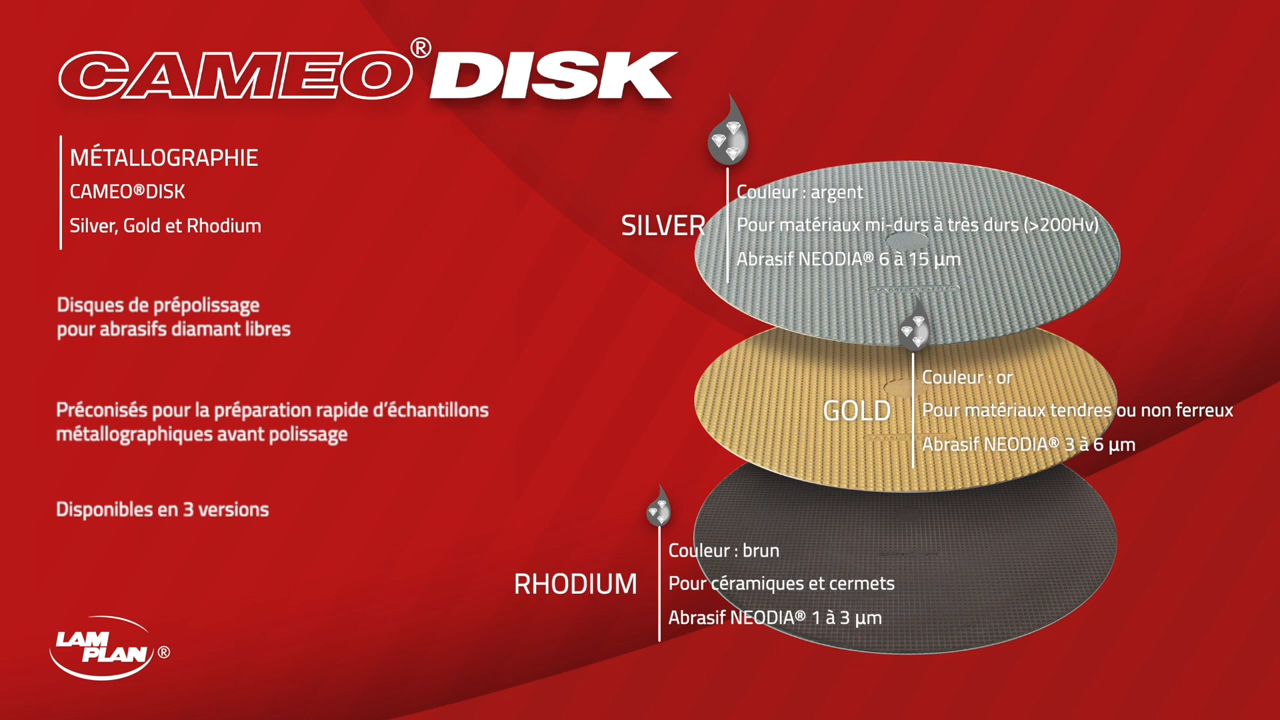 CAMEO®DISK
MÉTALLOGRAPHIE
CAMEO®DISK
Silver, Gold et Rhodium
Disques de prépolissage
pour abrasifs diamant libres
Préconisés pour la préparation rapide d'échantillons
métallographiques avant polissage
Disponibles en 3 versions
SILVER
Couleur : argent
Pour matériaux mi-durs à très durs (>200Hv)
Abrasif NEODIA® 6 à 15 µm
GOLD
Couleur : or
Pour matériaux tendres ou non ferreux
Abrasif NEODIA® 3 à 6 µm
RHODIUM
Couleur : brun
Pour céramiques et cermets
Abrasif NEODIA® 1 à 3 µm
LAM
PLAN®